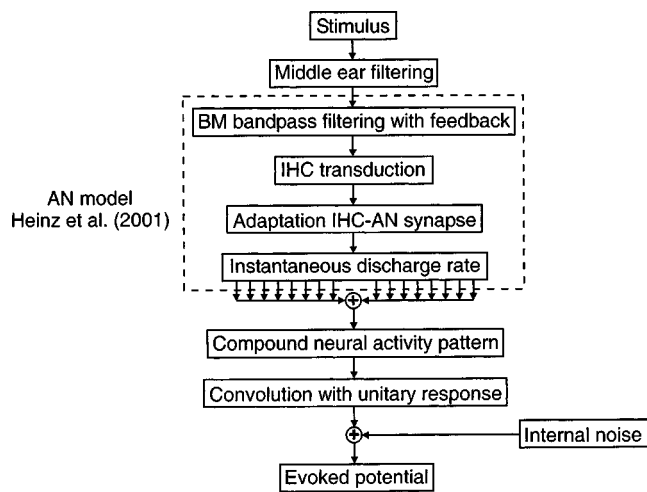 Stimulus
Middle ear filtering
BM bandpass filtering with feedback
IHC transduction
AN model
Heinz et al. (2001)
Adaptation IHC-AN synapse
Instantaneous discharge rate
Compound neural activity pattern
Convolution with unitary response
Internal noise
Evoked potential